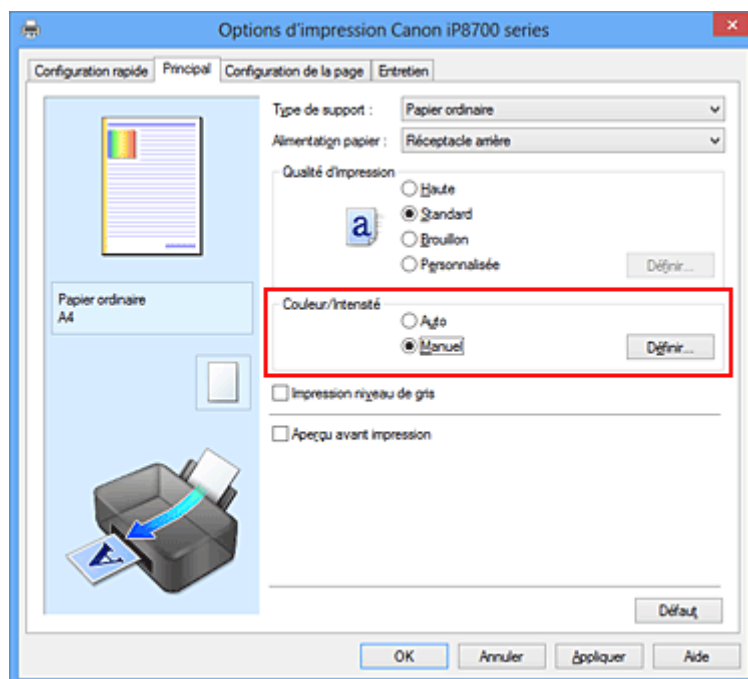 Options d'impression Canon iP8700 series
Configuration rapide Principal Configuration de la page Entretien
Type de support : Papier ordinaire
Alimentation papier : Réceptacle arrière
Qualité d'impression
Haute
a Standard
Brouillon
Personnalisée Définir...
Papier ordinaire
A4
Couleur/Intensité
Auto
Manuel Définir...
Impression niveau de gris
Aperçu avant impression
A
Défaut
OK Annuler Appliquer Aide